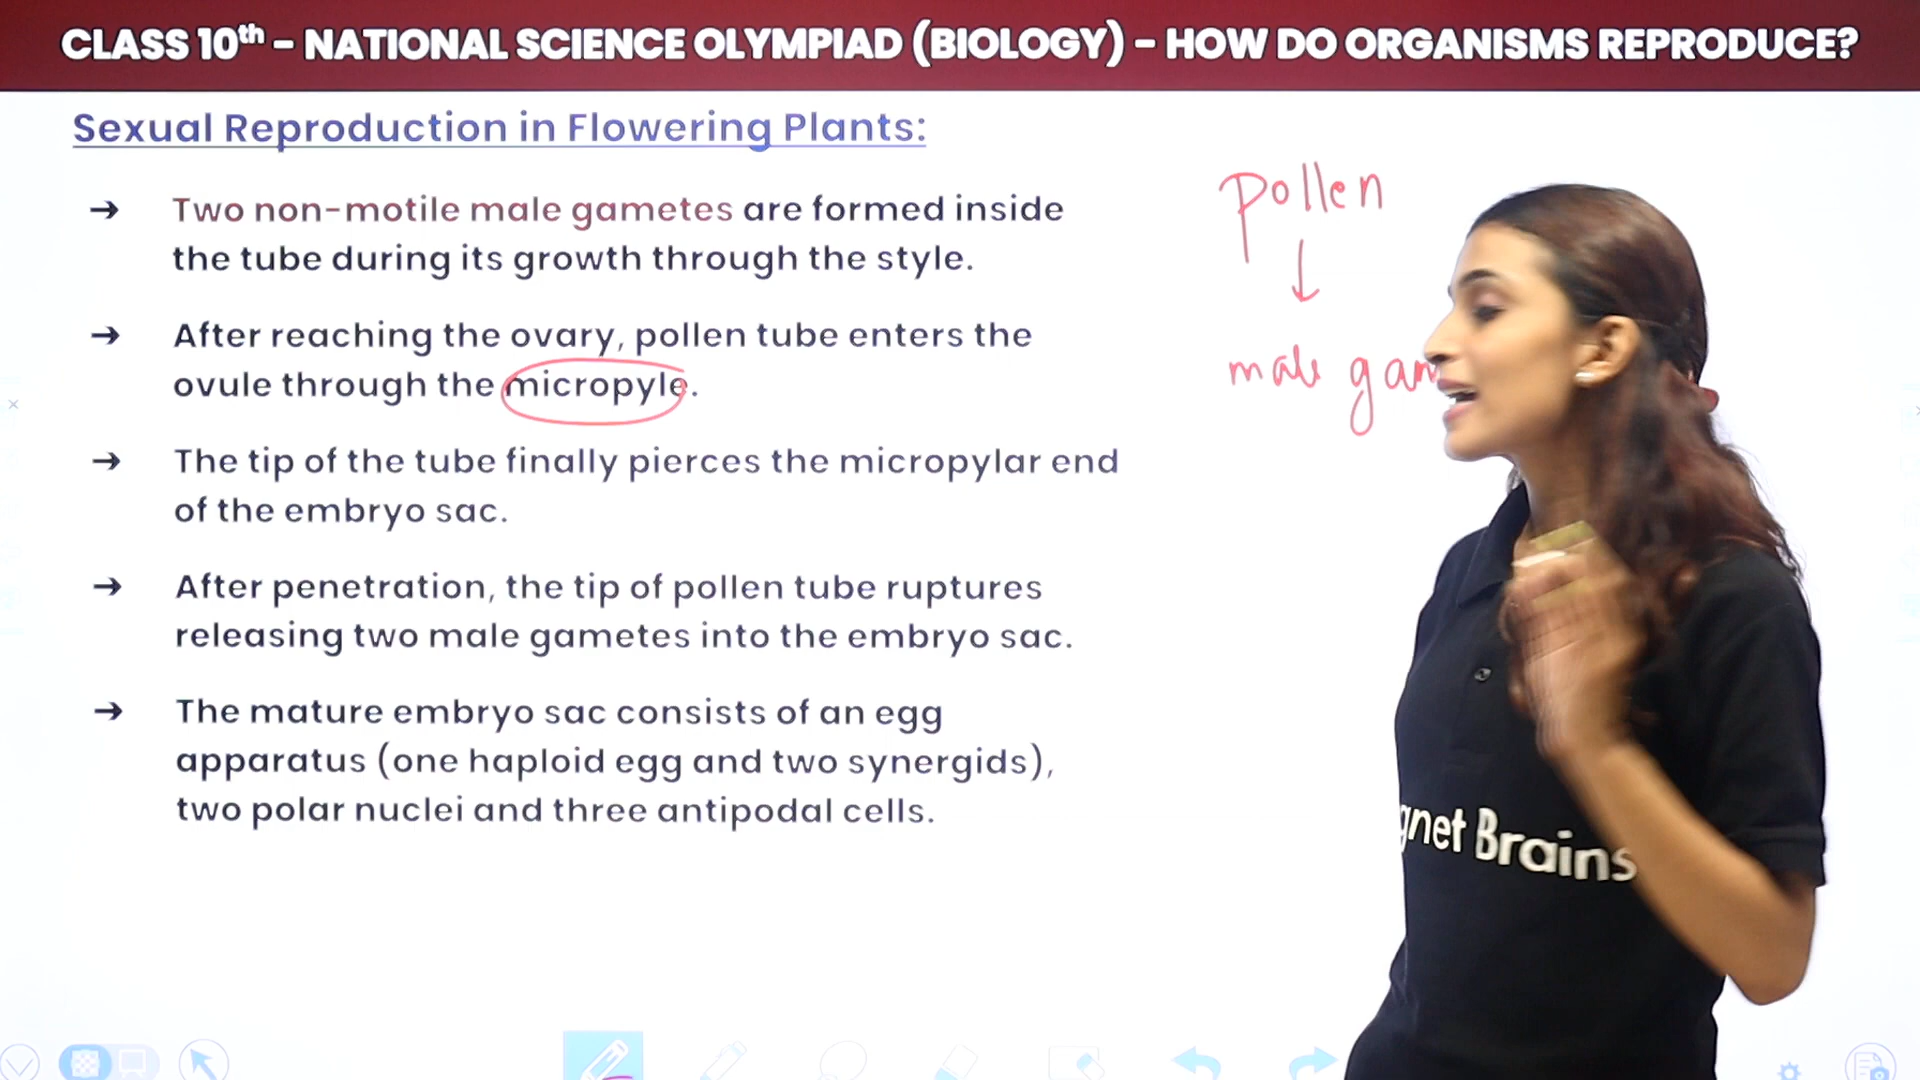 CLASS 10th – NATIONAL SCIENCE OLYMPIAD (BIOLOGY) – HOW DO ORGANISMS REPRODUCE?
Sexual Reproduction in Flowering Plants:
→ Two non-motile male gametes are formed inside
the tube during its growth through the style.
→ After reaching the ovary, pollen tube enters the
ovule through the micropyle.
→ The tip of the tube finally pierces the micropylar end
of the embryo sac.
→ After penetration, the tip of pollen tube ruptures
releasing two male gametes into the embryo sac.
→ The mature embryo sac consists of an egg
apparatus (one haploid egg and two synergids),
two polar nuclei and three antipodal cells.
pollen
↓
male gam
gnet Brains